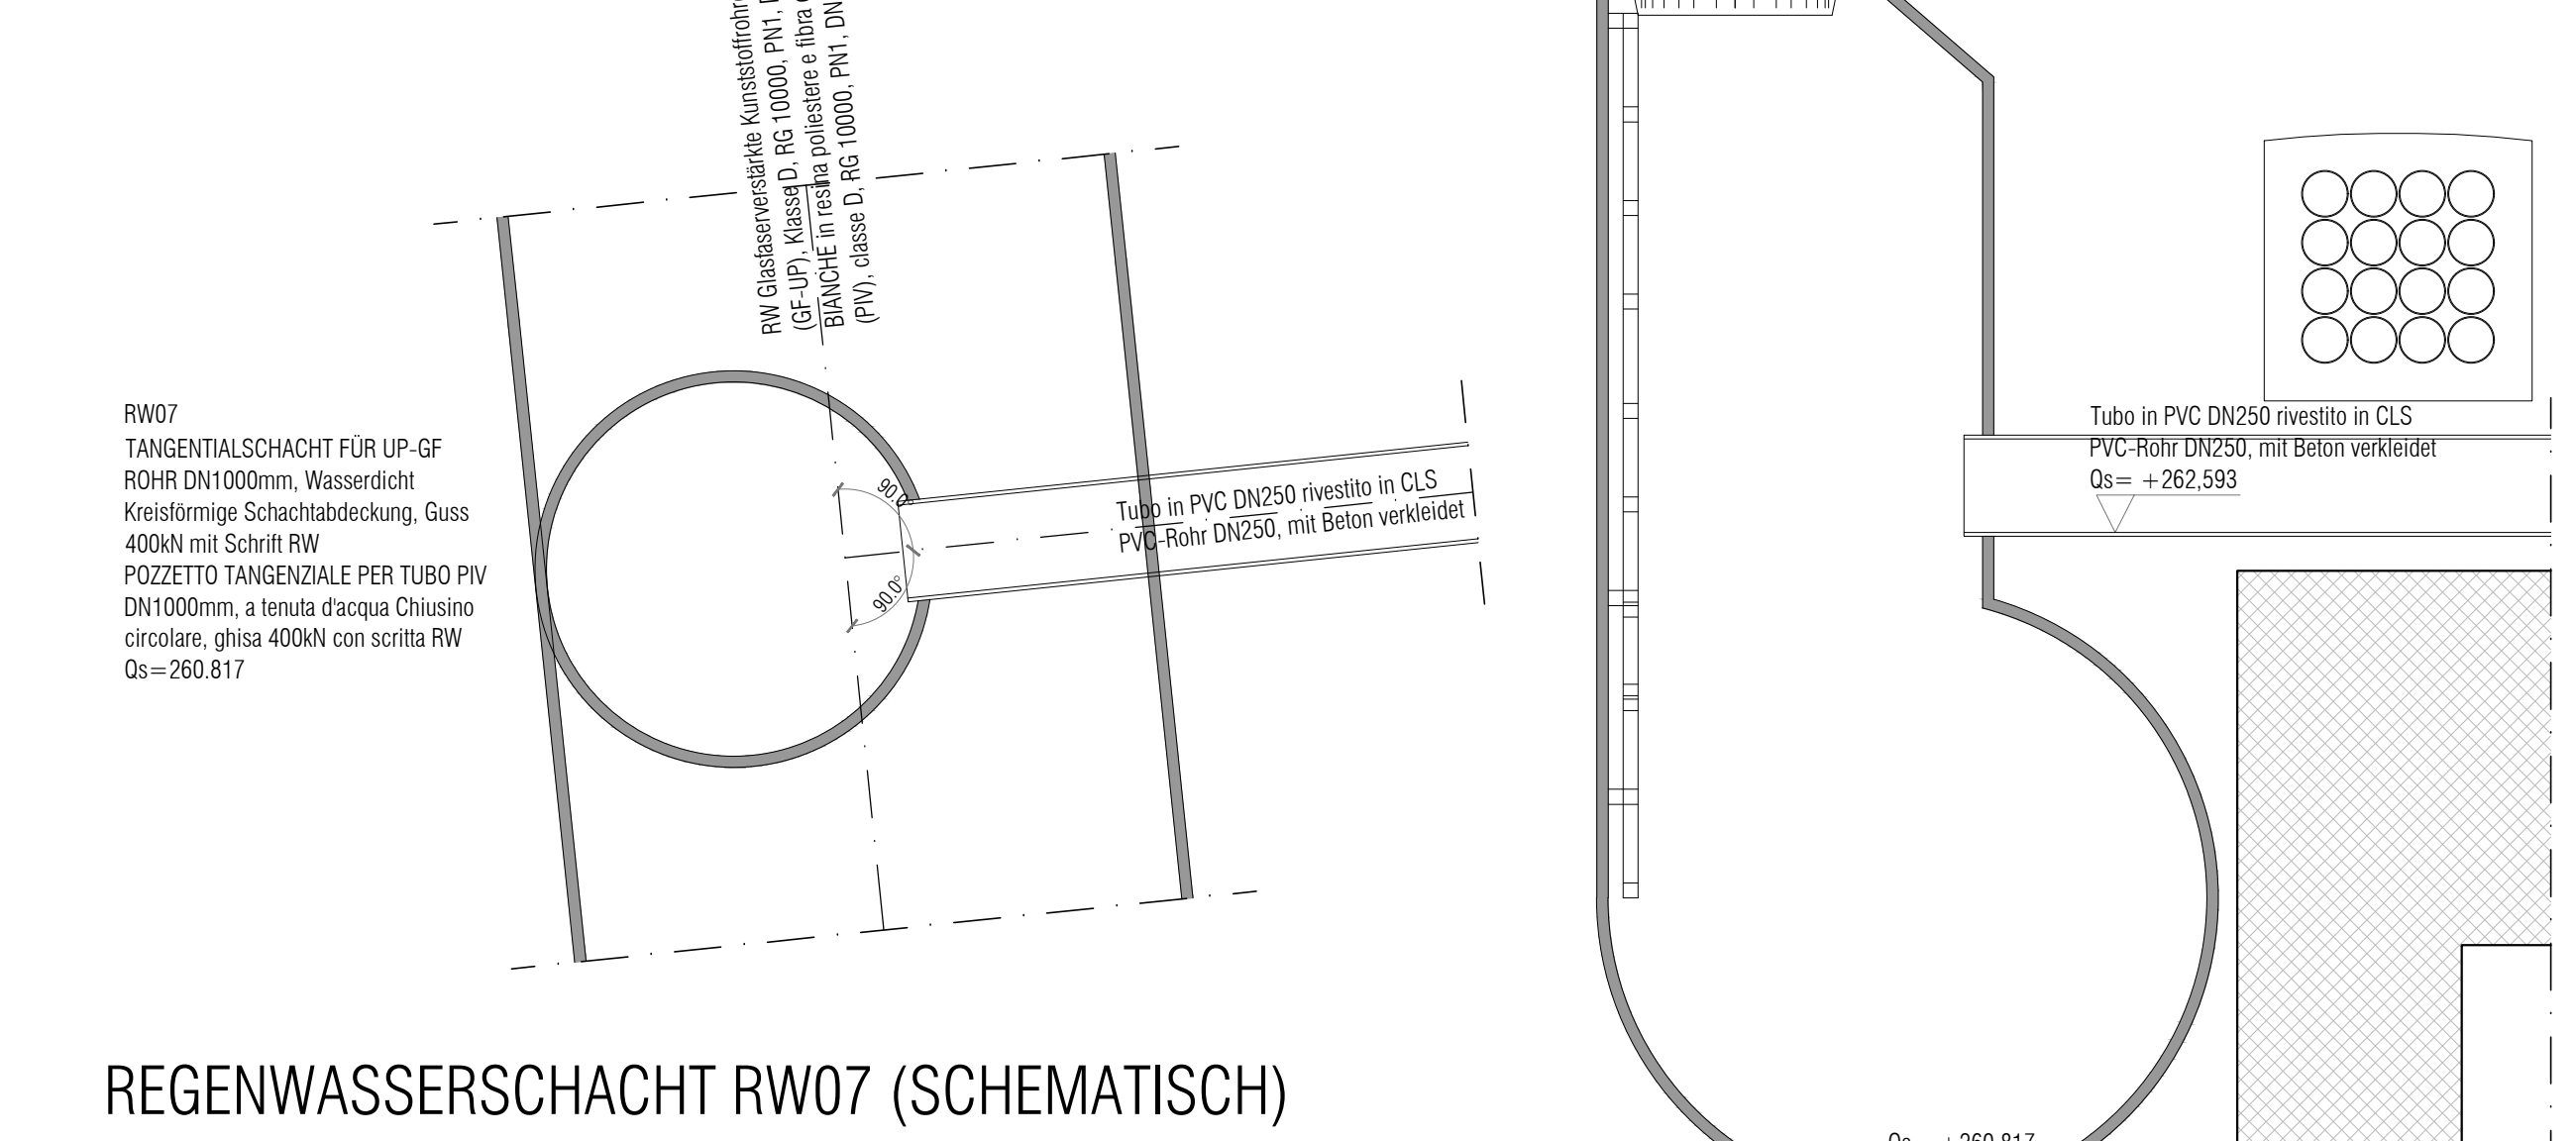 RW Glasfaserverstärkte Kunststoffrohr
(GF-UP), Klasse D, RG 10000, PN1,
BIANCHE in resina poliestere e fibra
(PIV), classe D, RG 10000, PN1, DN
RW07
TANGENTIALSCHACHT FÜR UP-GF
ROHR DN1000mm, Wasserdicht
Kreisförmige Schachtabdeckung, Guss
400kN mit Schrift RW
POZZETTO TANGENZIALE PER TUBO PIV
DN1000mm, a tenuta d'acqua Chiusino
circolare, ghisa 400kN con scritta RW
Qs=260.817
90.0°
90.0°
Tubo in PVC DN250 rivestito in CLS
PVC-Rohr DN250, mit Beton verkleidet
Tubo in PVC DN250 rivestito in CLS
PVC-Rohr DN250, mit Beton verkleidet
Qs= +262,593
REGENWASSERSCHACHT RW07 (SCHEMATISCH)